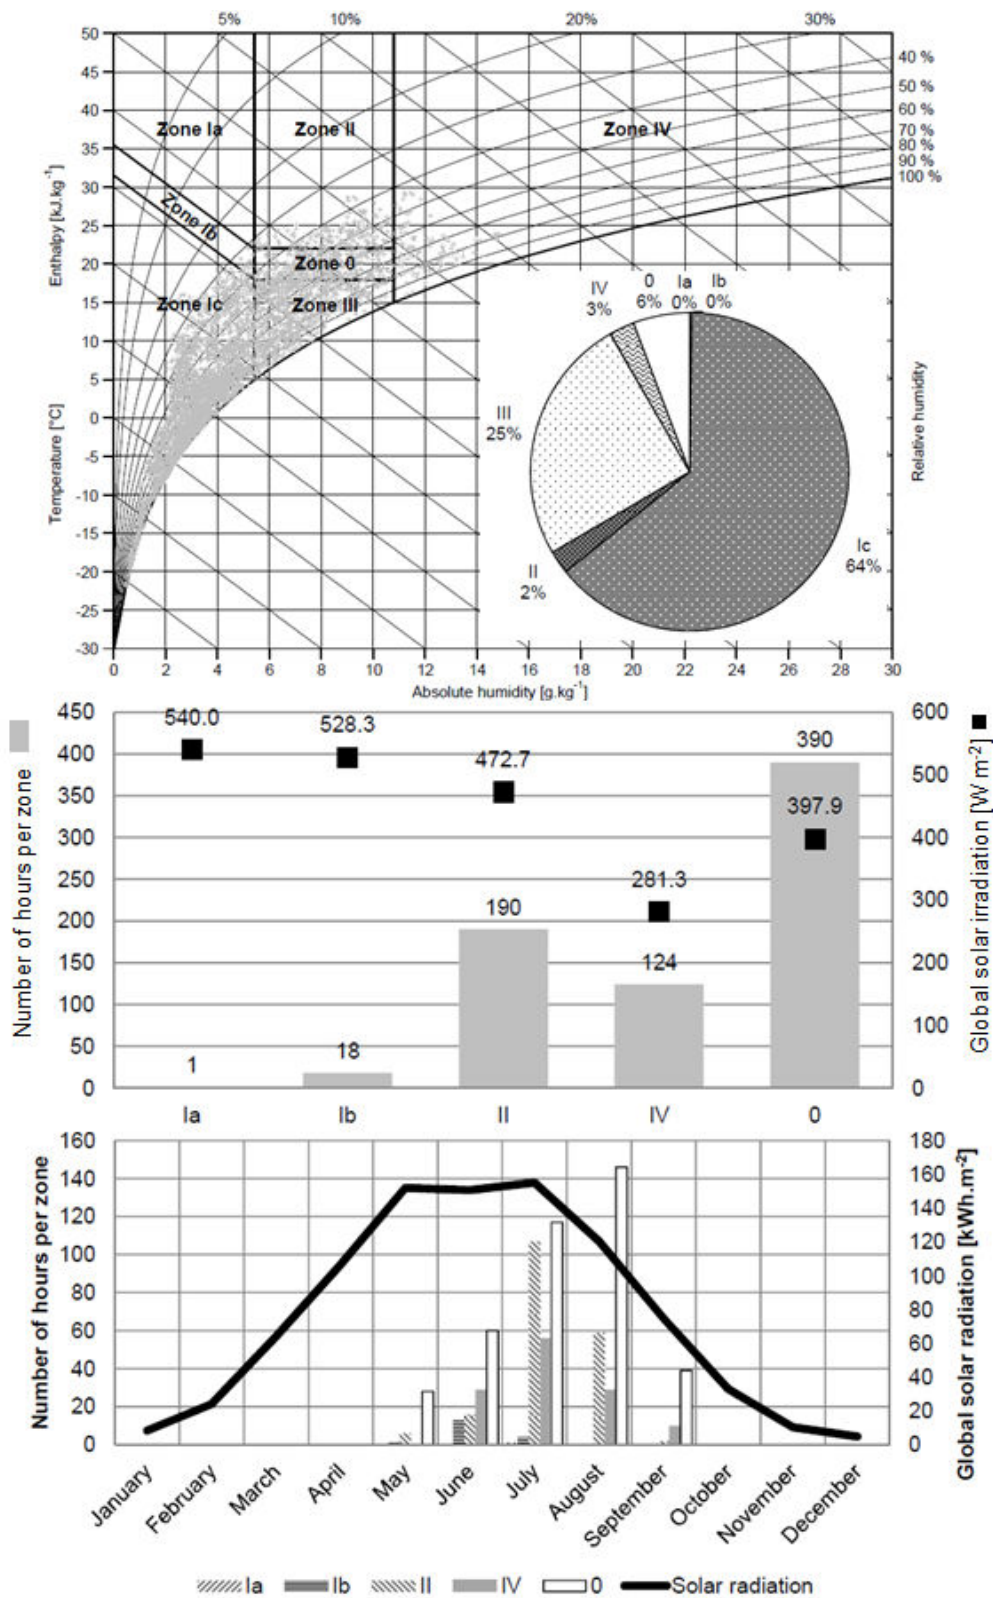 5% 10% 20% 30%
50
45
40
35
30
25
20
15
10
5
0
-5
-10
-15
-20
-25
-30
Enthalpy [kJ.kg-1]
Temperature [°C]
40 %
50 %
60 %
70 %
80 %
90 %
100 %
Relative humidity
Zone Ia
Zone II
Zone IV
Zone Ib
Zone 0
Zone Ic
Zone III
IV
3%
0
6%
Ia
0%
Ib
0%
III
25%
II
2%
Ic
64%
0 2 4 6 8 10 12 14 16 18 20 22 24 26 28 30
Absolute humidity [g.kg-1]
Number of hours per zone
450
400
350
300
250
200
150
100
50
0
540.0
528.3
472.7
281.3
397.9
1
18
190
124
390
600
500
400
300
200
100
0
Global solar irradiation [W m-2]
Ia Ib II IV 0
Number of hours per zone
160
140
120
100
80
60
40
20
0
180
160
140
120
100
80
60
40
20
0
Global solar radiation [kWh.m-2]
January
February
March
April
May
June
July
August
September
October
November
December
Ia Ib II IV 0 Solar radiation